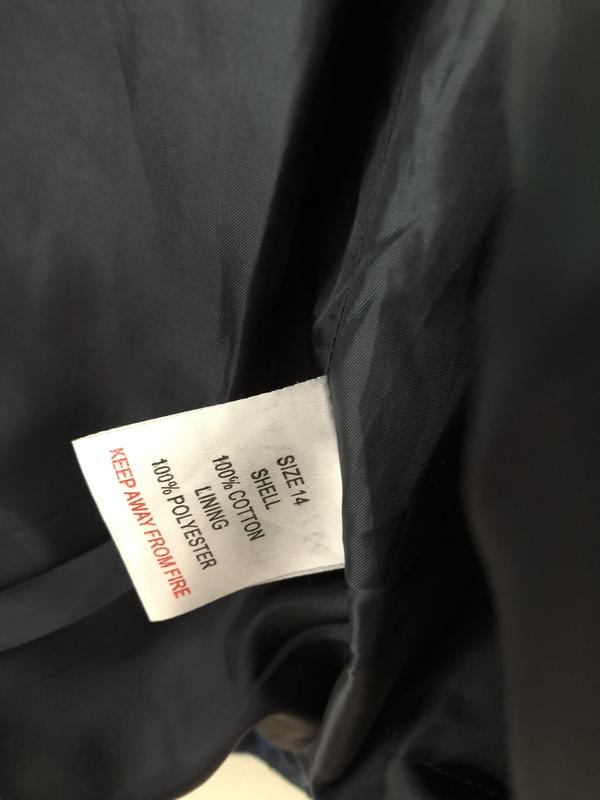 SIZE 14
SHELL
100% COTTON
LINING
100% POLYESTER
KEEP AWAY FROM FIRE